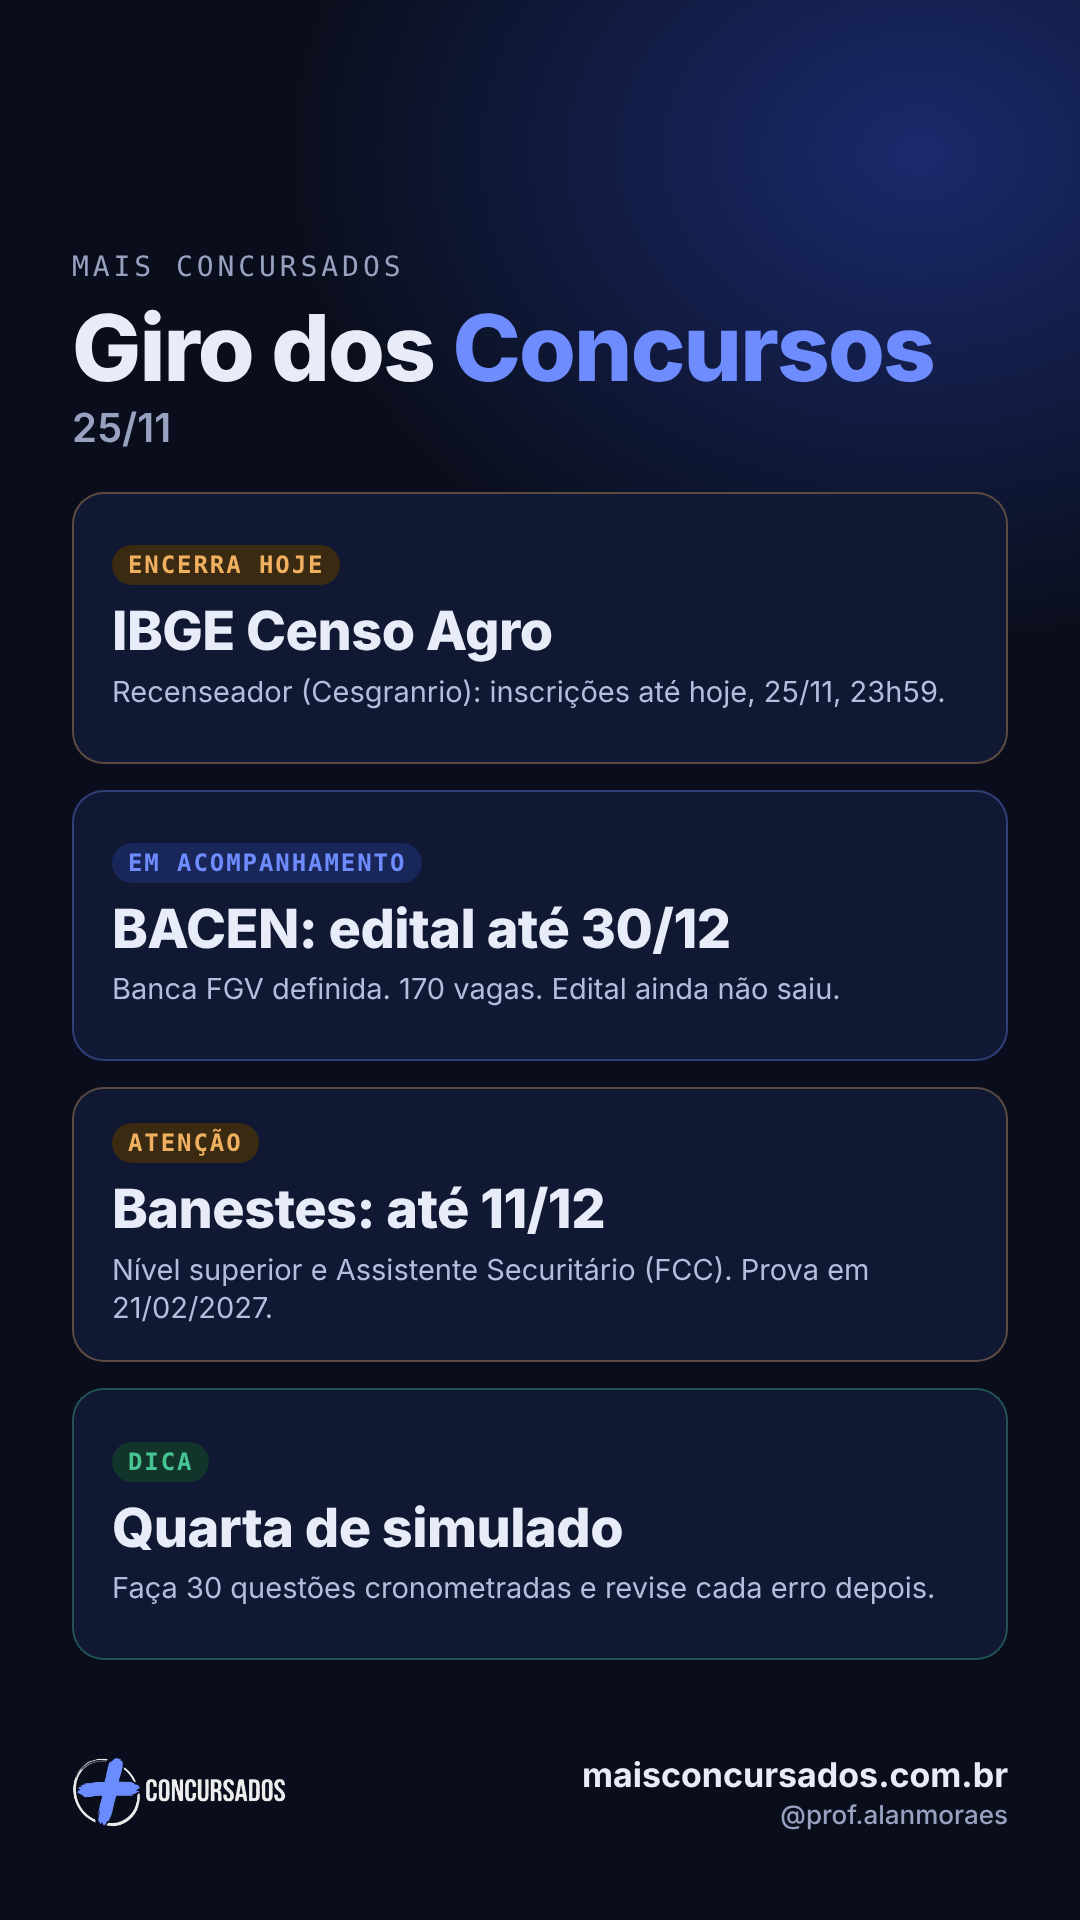 MAIS CONCURSADOS
Giro dos Concursos
25/11
ENCERRA HOJE
IBGE Censo Agro
Recenseador (Cesgranrio): inscrições até hoje, 25/11, 23h59.
EM ACOMPANHAMENTO
BACEN: edital até 30/12
Banca FGV definida. 170 vagas. Edital ainda não saiu.
ATENÇÃO
Banestes: até 11/12
Nível superior e Assistente Securitário (FCC). Prova em
21/02/2027.
DICA
Quarta de simulado
Faça 30 questões cronometradas e revise cada erro depois.
CONCURSADOS
maisconcursados.com.br
@prof.alanmoraes